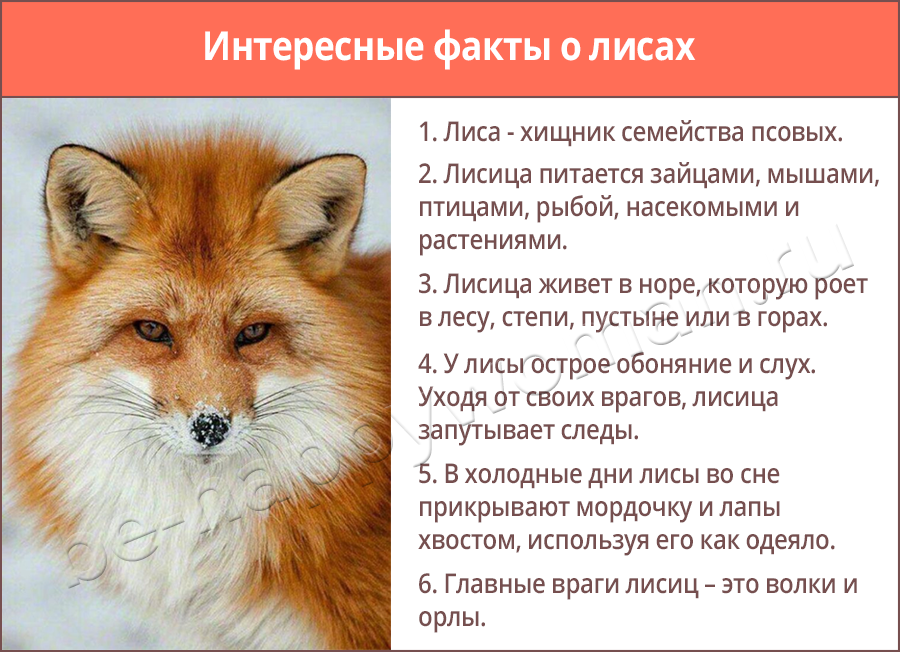 Интересные факты о лисах
1. Лиса - хищник семейства псовых.
2. Лисица питается зайцами, мышами,
птицами, рыбой, насекомыми и
растениями.
3. Лисица живет в норе, которую роет
в лесу, степи, пустыне или в горах.
4. У лисы острое обоняние и слух.
Уходя от своих врагов, лисица
запутывает следы.
5. В холодные дни лисы во сне
прикрывают мордочку и лапы
хвостом, используя его как одеяло.
6. Главные враги лисиц – это волки и
орлы.
be-happywoman.ru